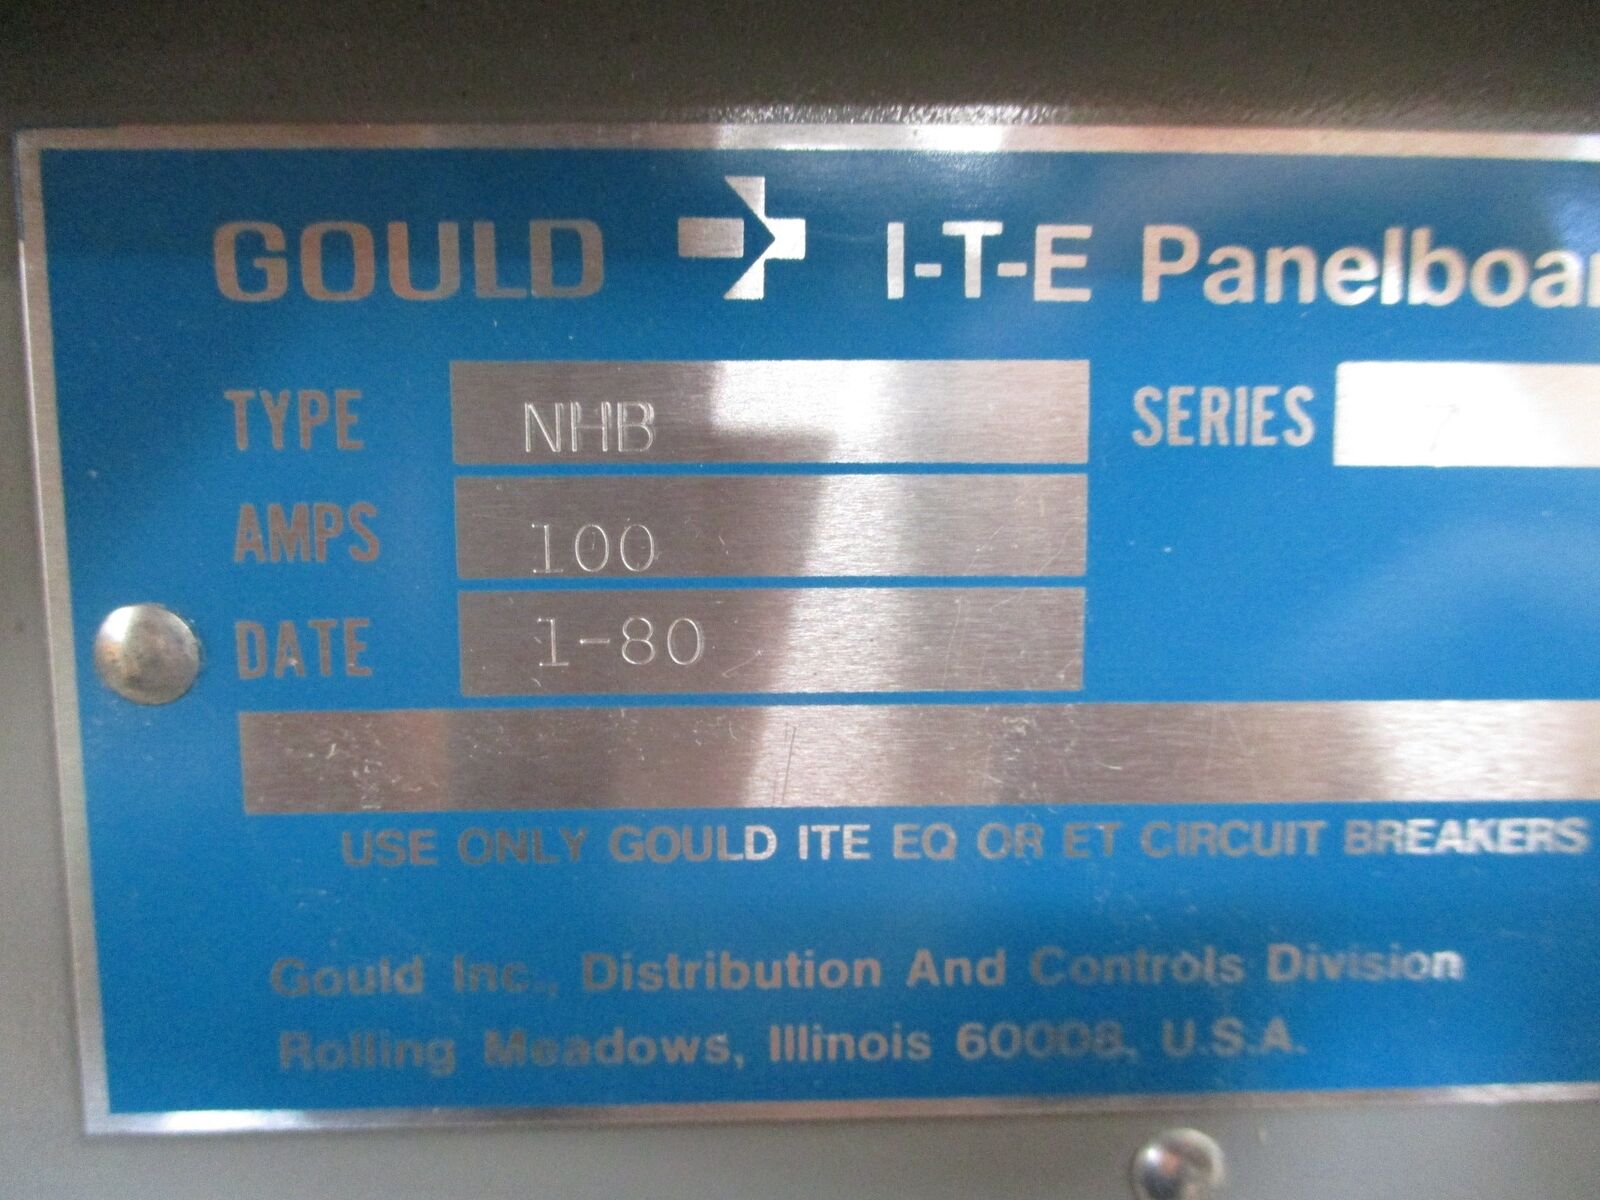 GOULD I-T-E Panelboar
TYPE NHB SERIES 7
AMPS 100
DATE 1-80
USE ONLY GOULD ITE EQ OR ET CIRCUIT BREAKERS
Gould Inc., Distribution And Controls Division
Rolling Meadows, Illinois 60008, U.S.A.